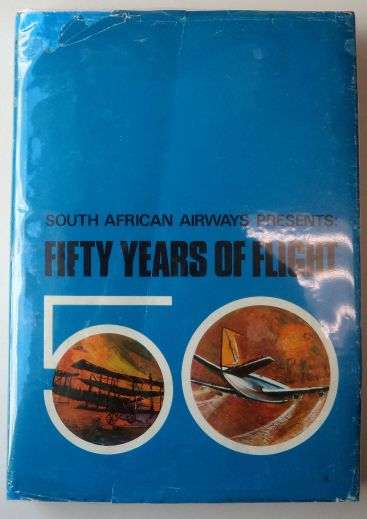 SOUTH AFRICAN AIRWAYS PRESENTS:
FIFTY YEARS OF FLIGHT
50